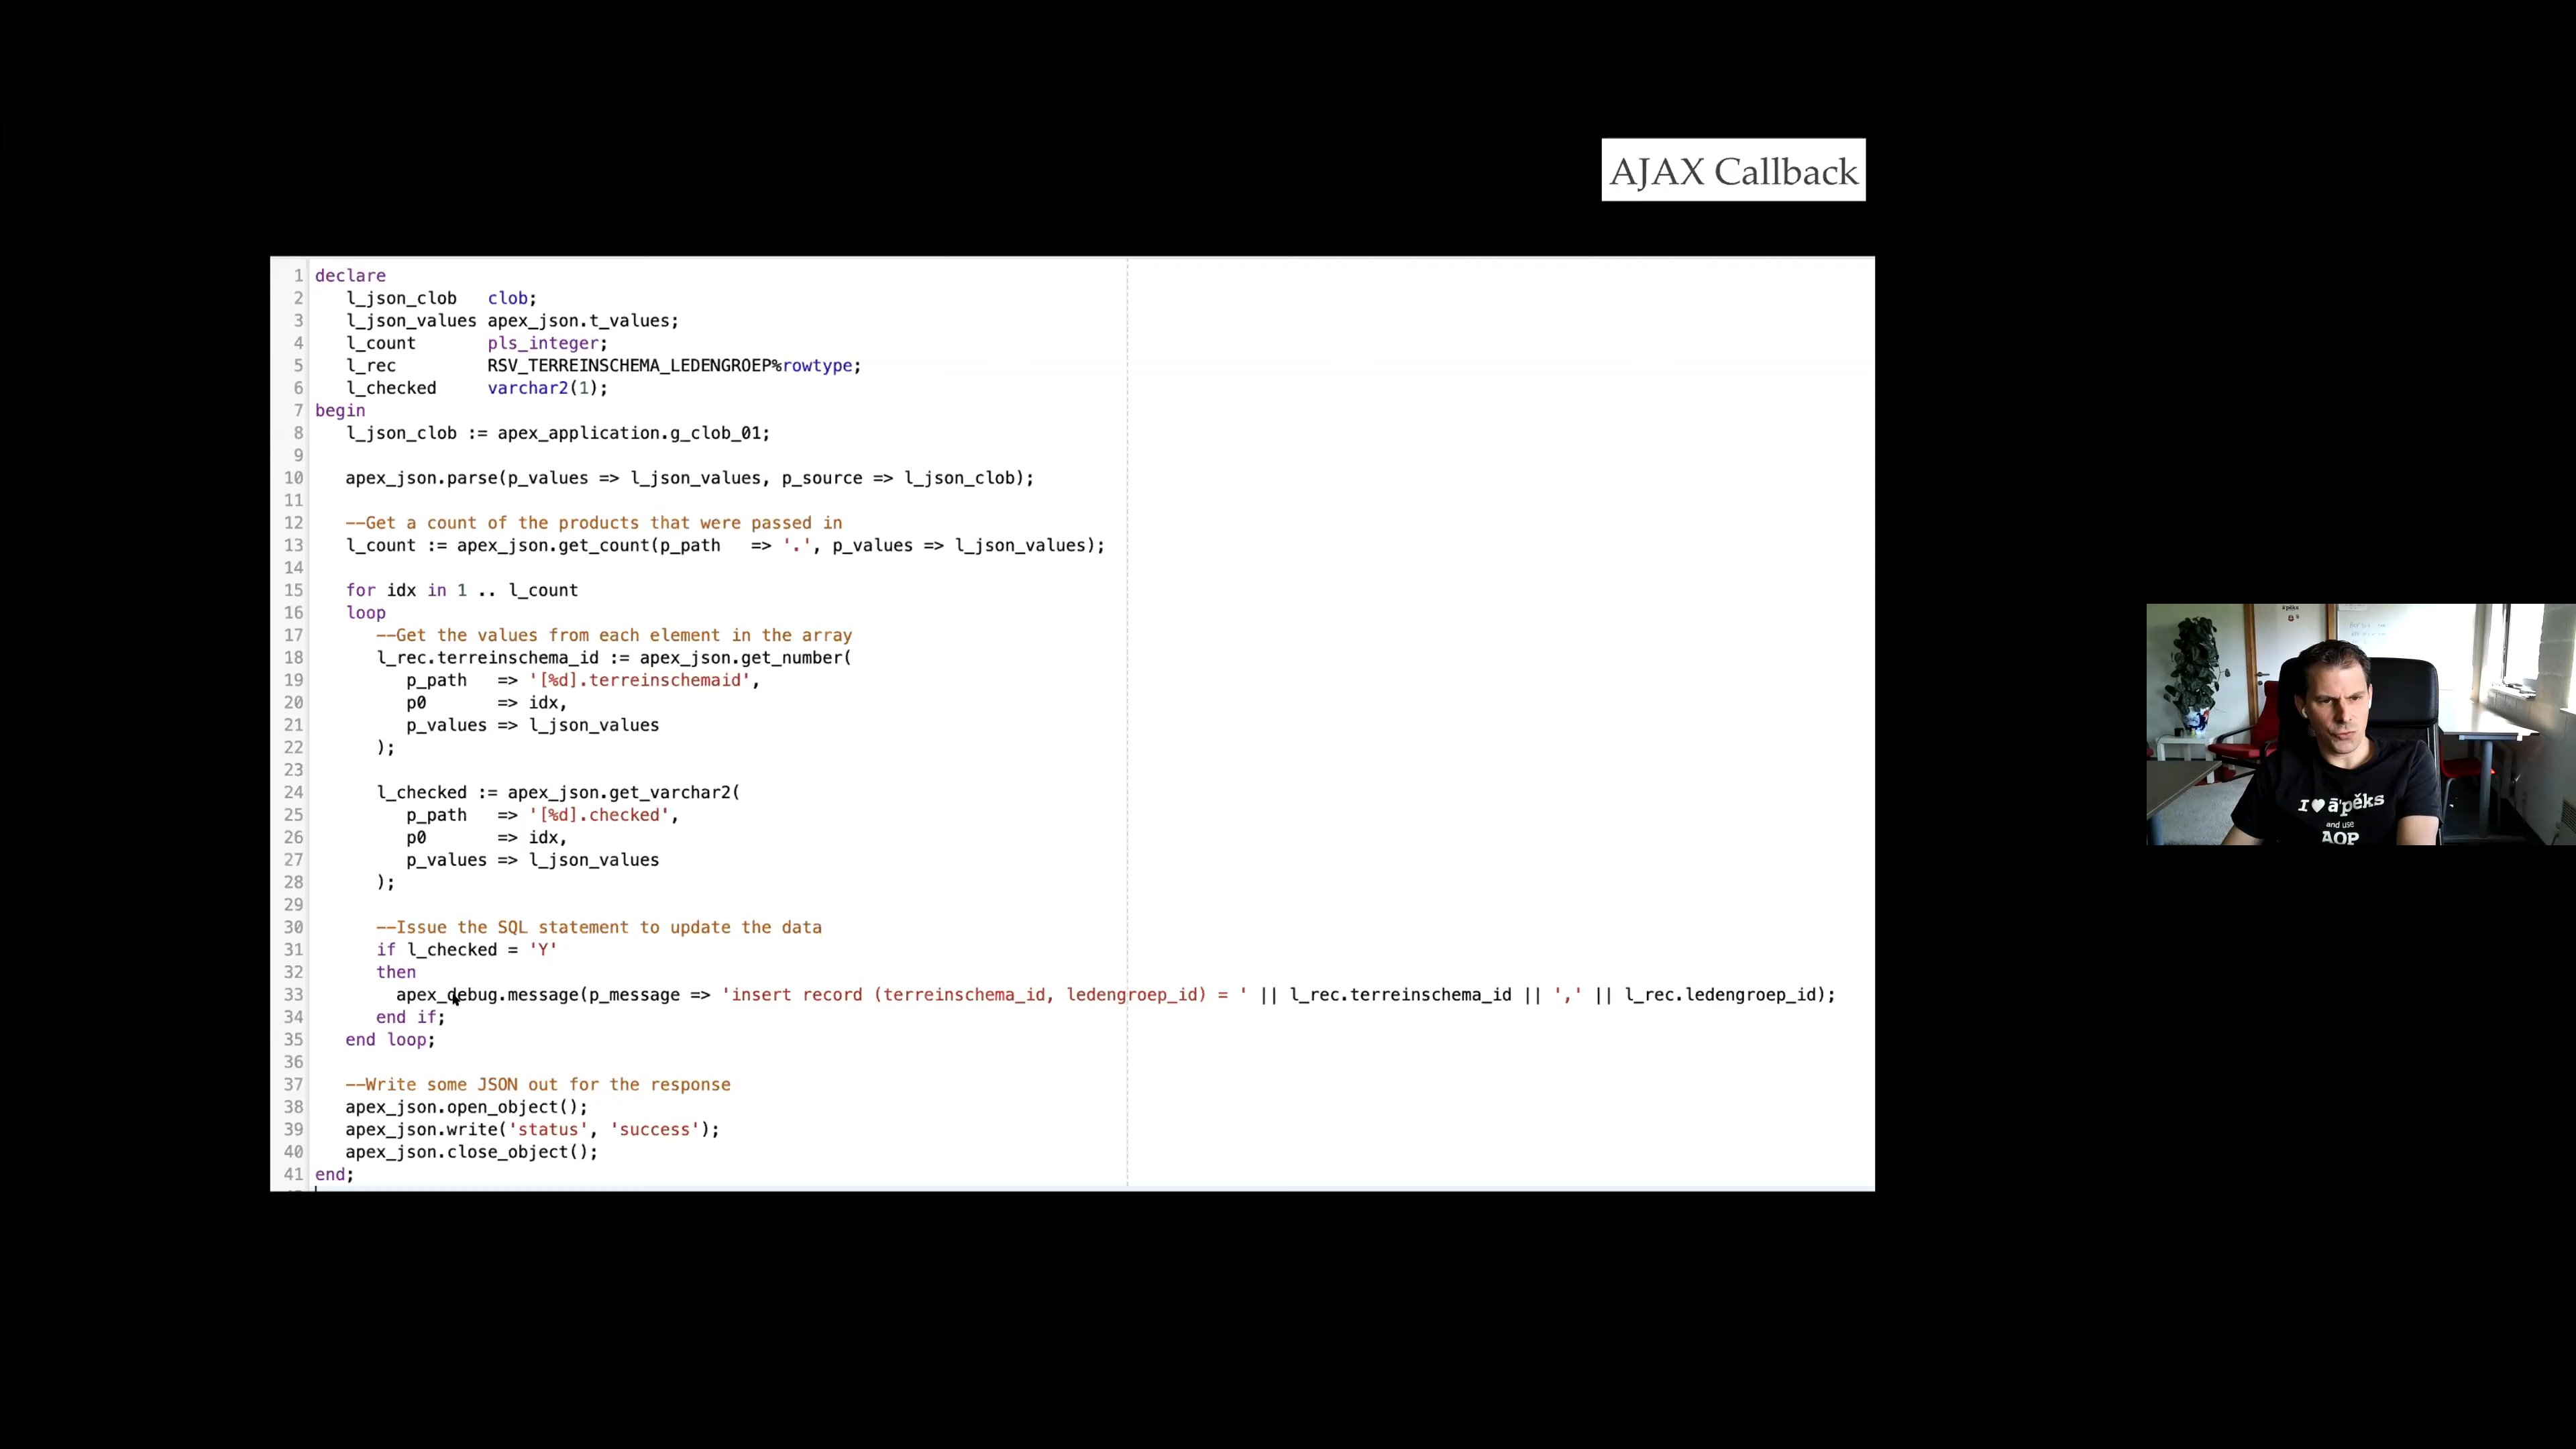 AJAX Callback
1 declare
2 l_json_clob clob;
3 l_json_values apex_json.t_values;
4 l_count pls_integer;
5 l_rec RSV_TERREINSCHEMA_LEDENGROEP%rowtype;
6 l_checked varchar2(1);
7 begin
8 l_json_clob := apex_application.g_clob_01;
9
10 apex_json.parse(p_values => l_json_values, p_source => l_json_clob);
11
12 --Get a count of the products that were passed in
13 l_count := apex_json.get_count(p_path => '.', p_values => l_json_values);
14
15 for idx in 1 .. l_count
16 loop
17 --Get the values from each element in the array
18 l_rec.terreinschema_id := apex_json.get_number(
19 p_path => '[%d].terreinschemaid',
20 p0 => idx,
21 p_values => l_json_values
22 );
23
24 l_checked := apex_json.get_varchar2(
25 p_path => '[%d].checked',
26 p0 => idx,
27 p_values => l_json_values
28 );
29
30 --Issue the SQL statement to update the data
31 if l_checked = 'Y'
32 then
33 apex_debug.message(p_message => 'insert record (terreinschema_id, ledengroep_id) = ' || l_rec.terreinschema_id || ',' || l_rec.ledengroep_id);
34 end if;
35 end loop;
36
37 --Write some JSON out for the response
38 apex_json.open_object();
39 apex_json.write('status', 'success');
40 apex_json.close_object();
41 end;
I ♥ ā'pĕks
and use
AOP